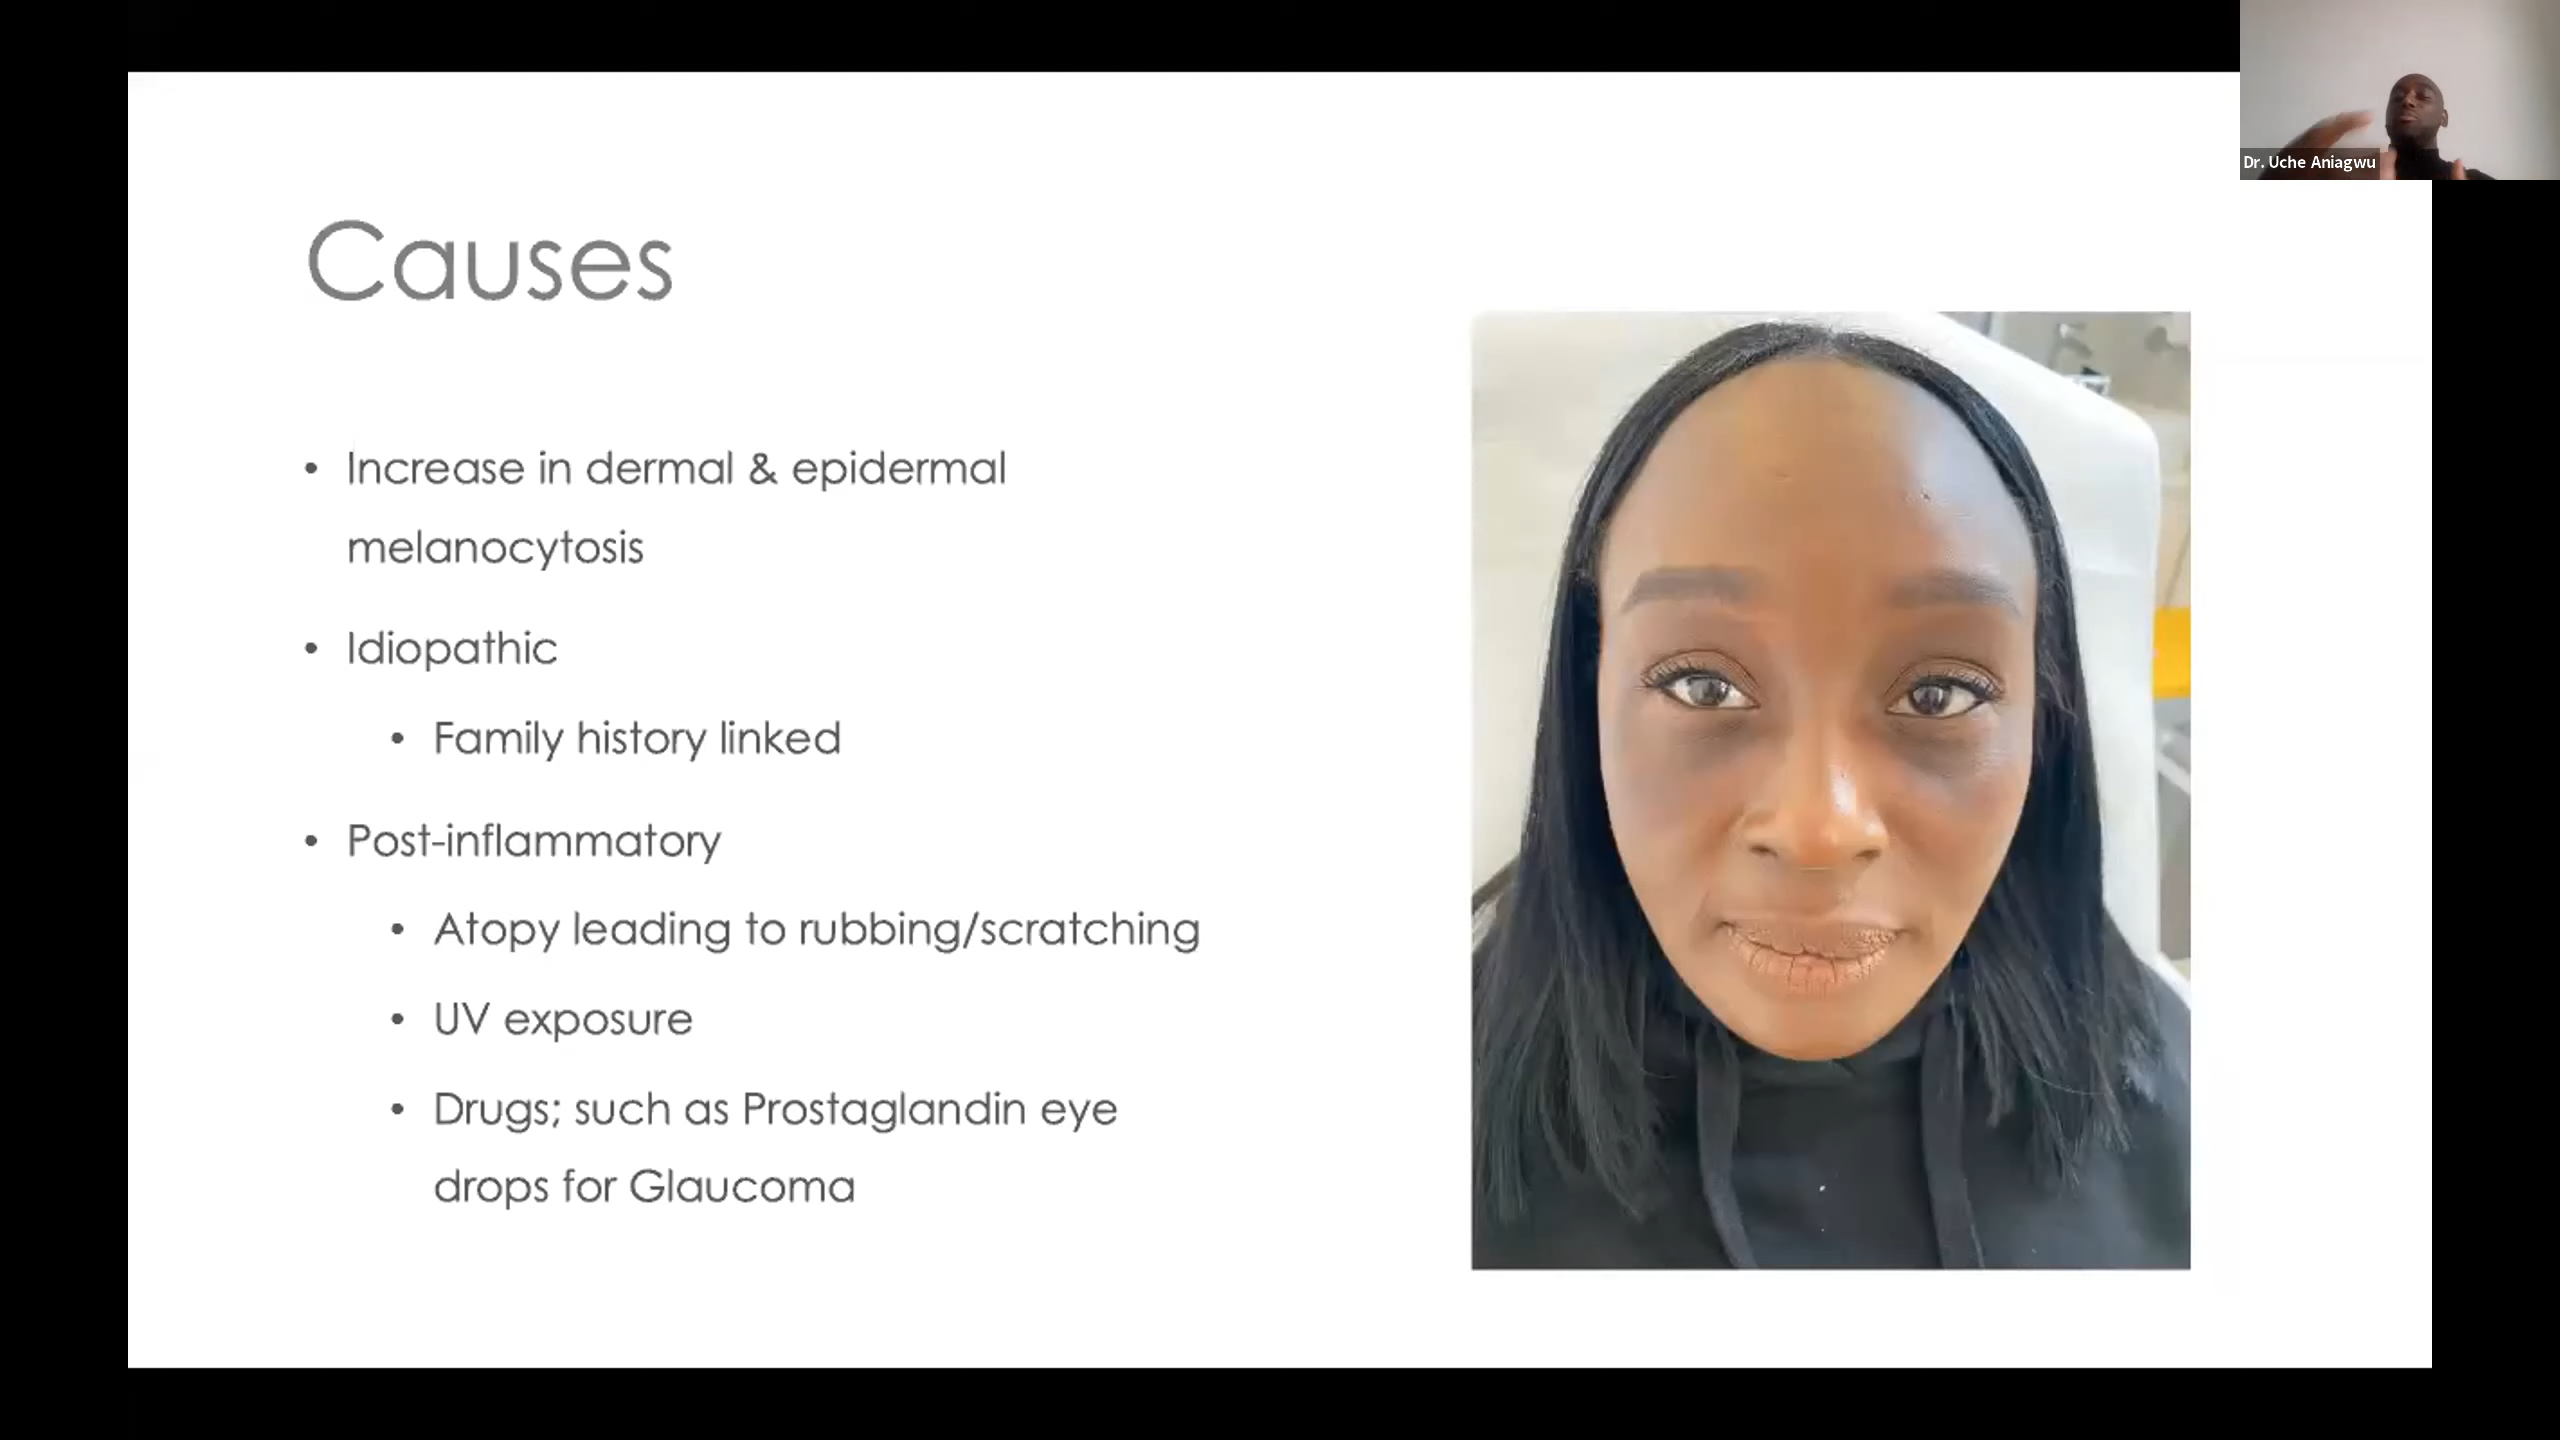 Dr. Uche Aniagwu
Causes
• Increase in dermal & epidermal
melanocytosis
• Idiopathic
• Family history linked
• Post-inflammatory
• Atopy leading to rubbing/scratching
• UV exposure
• Drugs; such as Prostaglandin eye
drops for Glaucoma